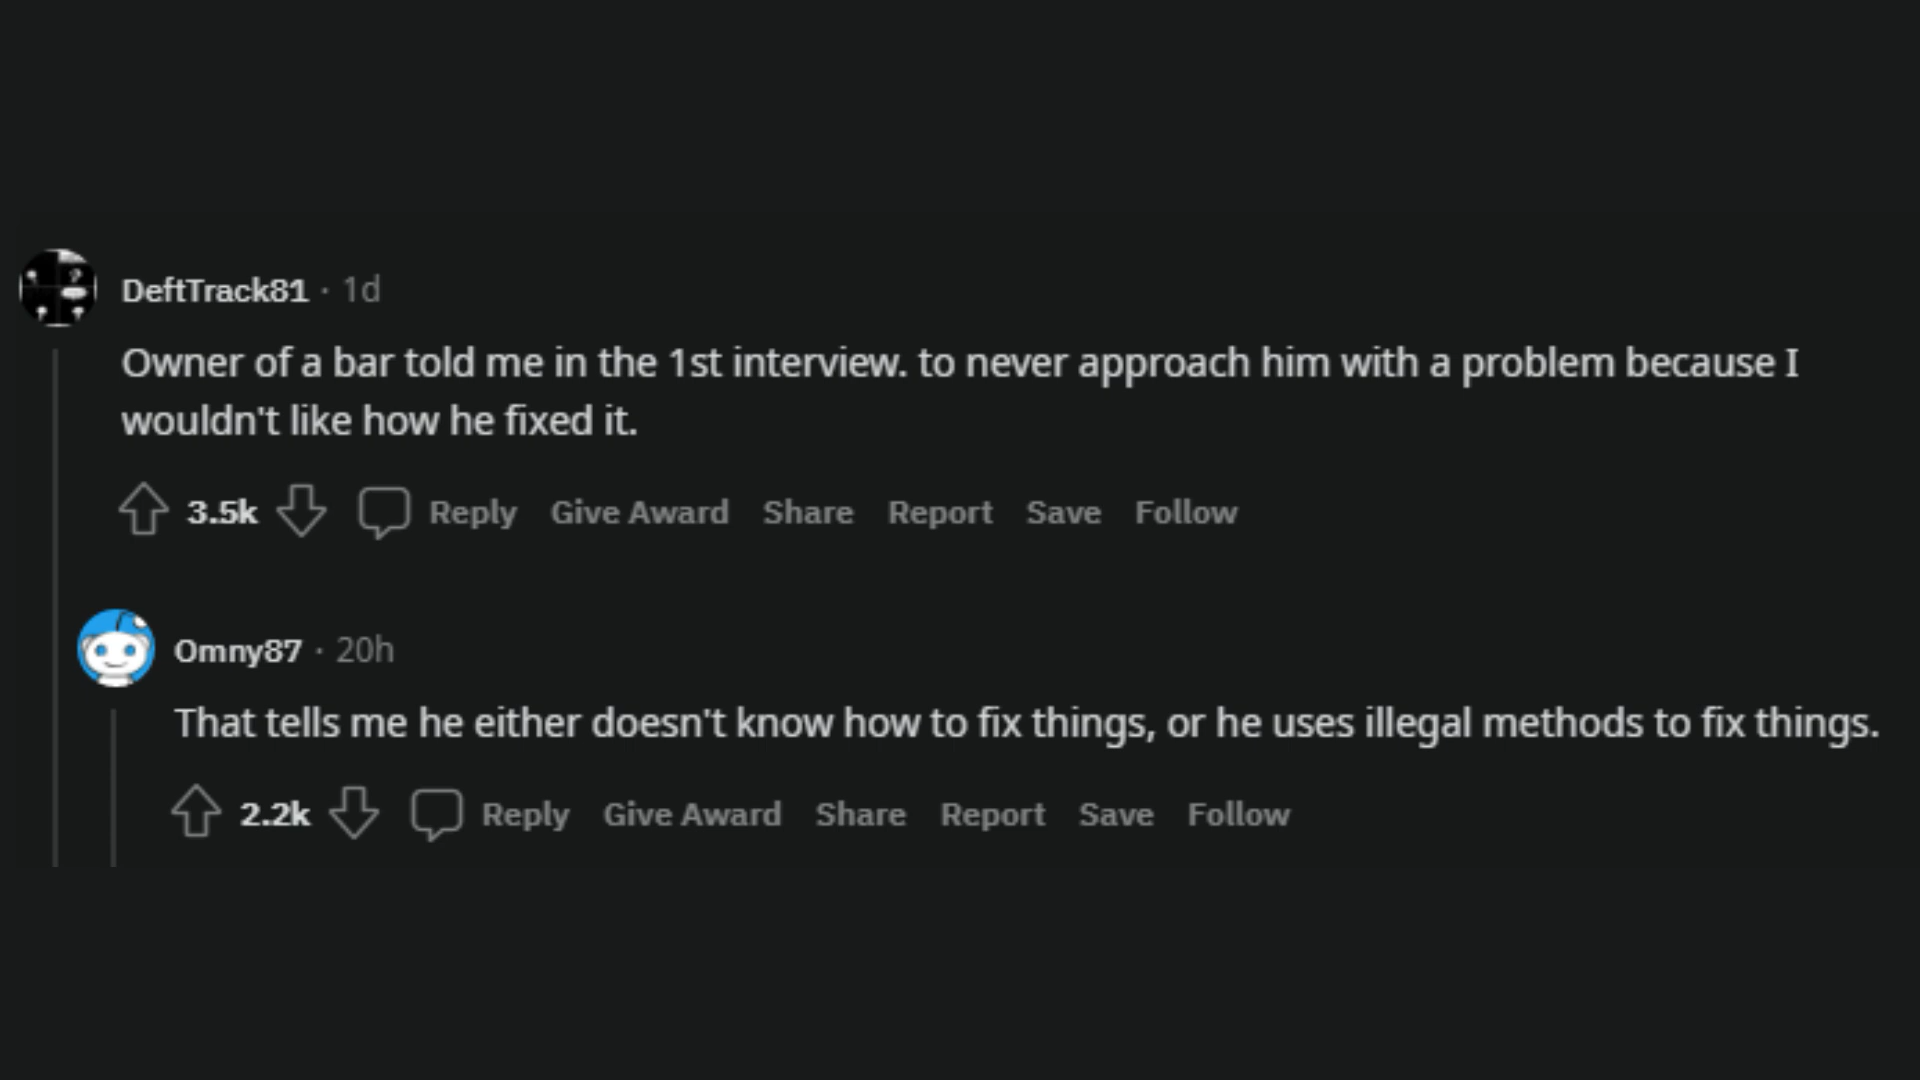 DeftTrack81 · 1d
Owner of a bar told me in the 1st interview. to never approach him with a problem because I
wouldn't like how he fixed it.
3.5k Reply Give Award Share Report Save Follow
Omny87 · 20h
That tells me he either doesn't know how to fix things, or he uses illegal methods to fix things.
2.2k Reply Give Award Share Report Save Follow